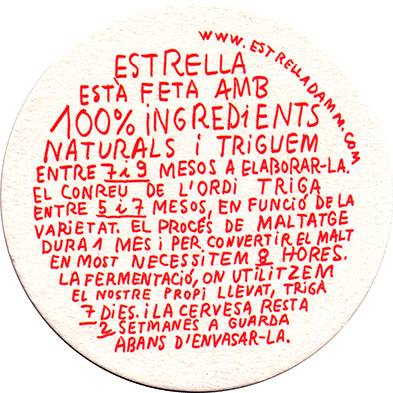 www.estrelladamm.com
ESTRELLA
ESTÀ FETA AMB
100% INGREDIENTS
NATURALS I TRIGUEM
ENTRE 7 i 9 MESOS A ELABORAR-LA.
EL CONREU DE L'ORDI TRIGA
ENTRE 5 i 7 MESOS, EN FUNCIÓ DE LA
VARIETAT. EL PROCÉS DE MALTATGE
DURA 1 MES i PER CONVERTIR EL MALT
EN MOST NECESSITEM 8 HORES.
LA FERMENTACIÓ, ON UTILITZEM
EL NOSTRE PROPI LLEVAT, TRIGA
7 DIES. i LA CERVESA RESTA
2 SETMANES A GUARDA
ABANS D'ENVASAR-LA.